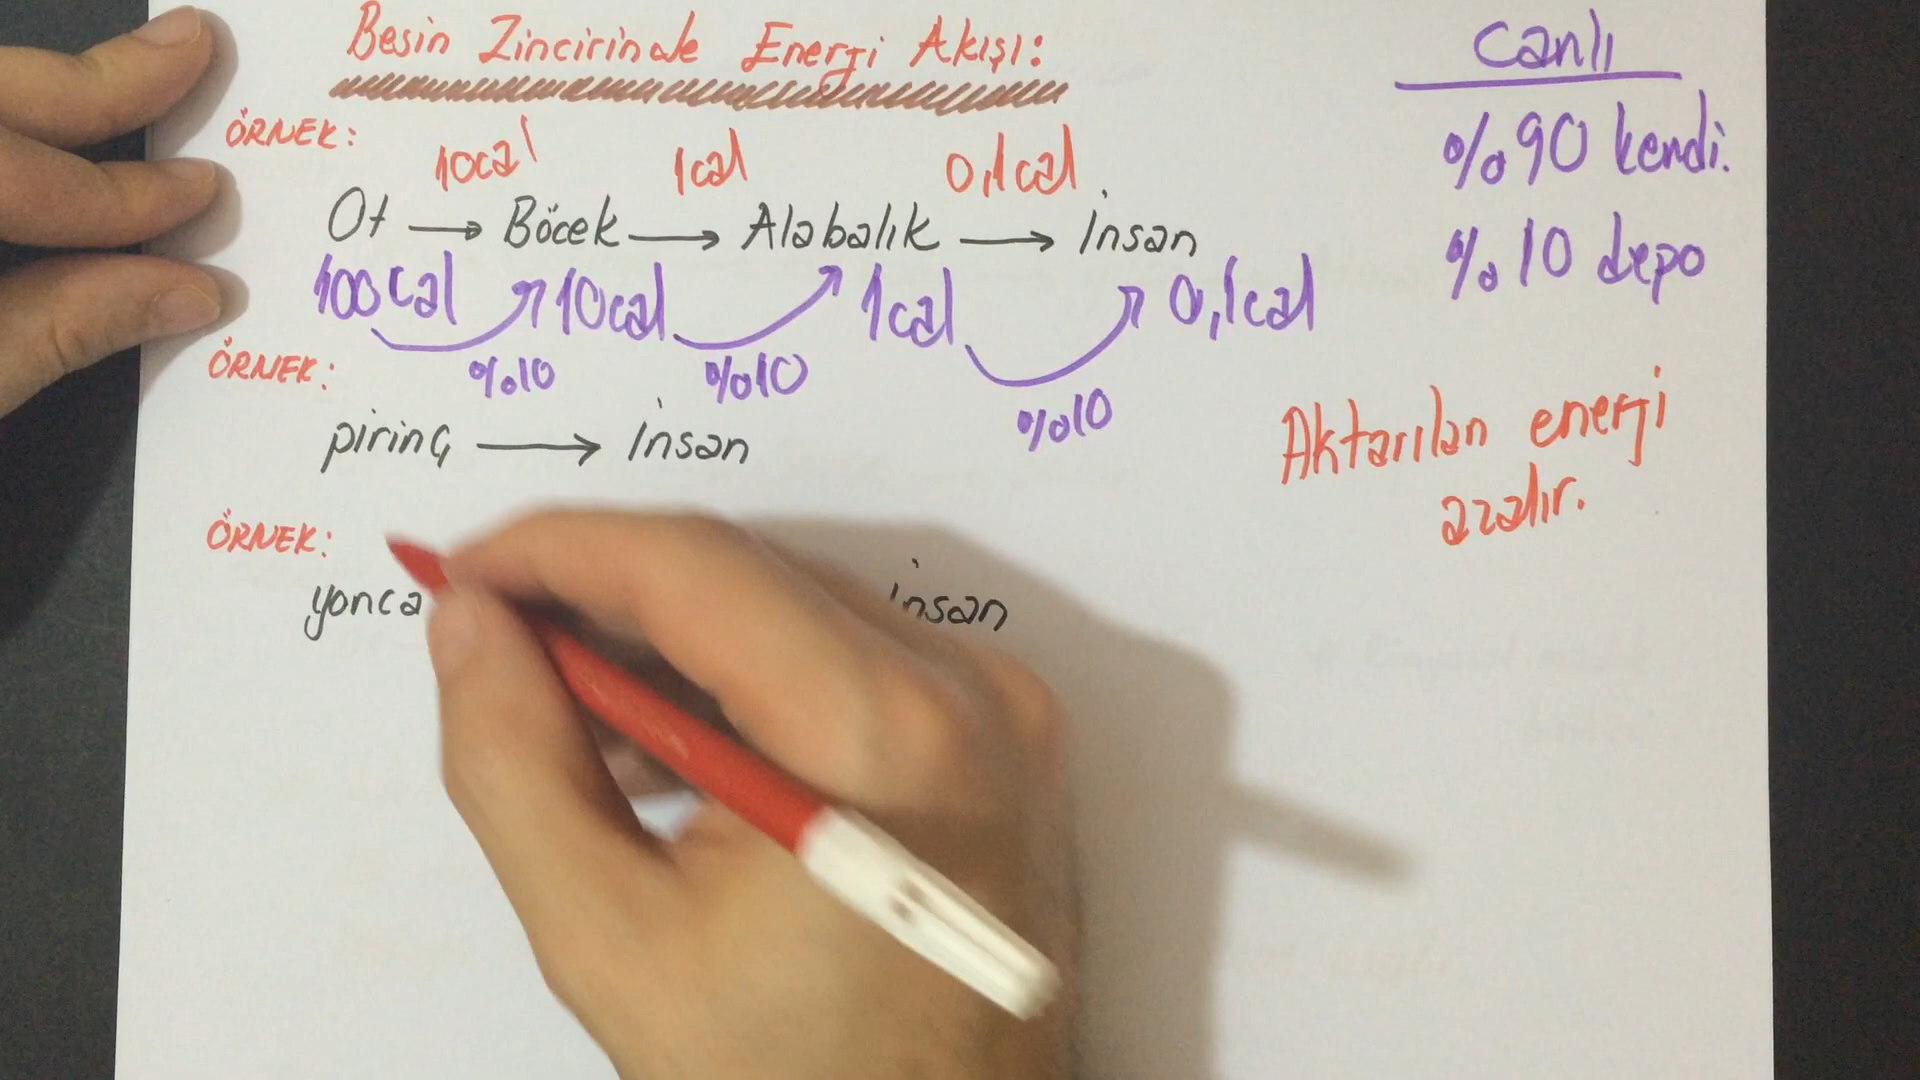 Besin Zincirinde Enerji Akışı:
ÖRNEK:
10cal 1cal 0,1cal
Ot → Böcek → Alabalık → İnsan
100cal 10cal 1cal 0,1cal
%10 %10 %10
ÖRNEK:
pirinç → İnsan
ÖRNEK:
yonca insan
Canlı
%90 kendi.
%10 depo
Aktarılan enerji
azalır.